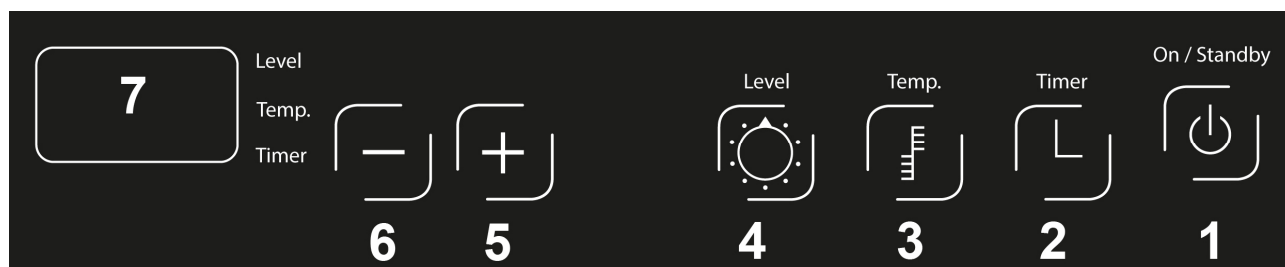 7
Level
Temp.
Timer
Level
Temp.
Timer
On / Standby
6
5
4
3
2
1